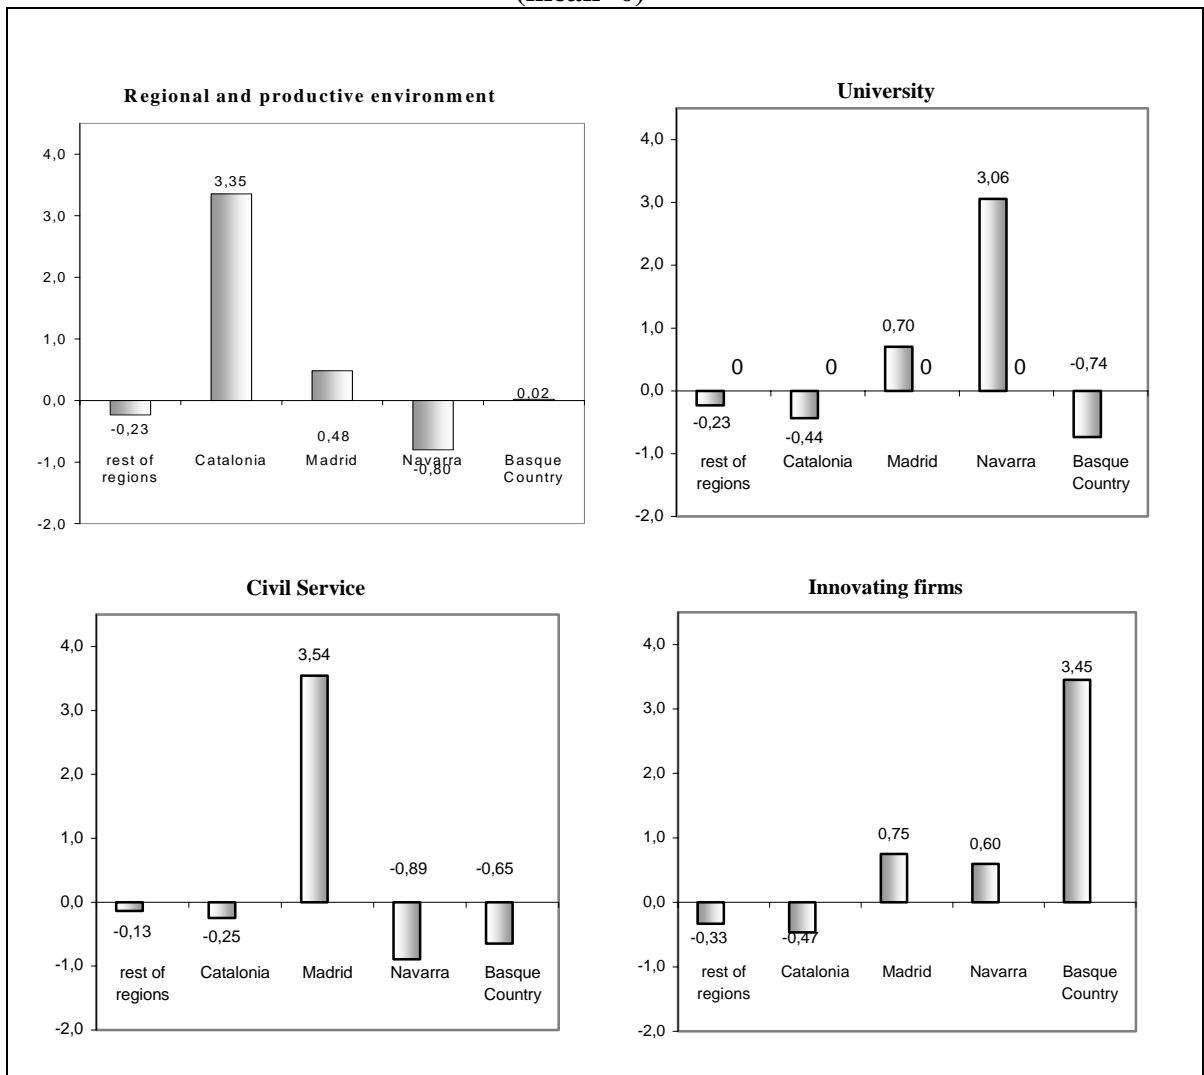 (mean=0)
Regional and productive environment
4,0
3,0
2,0
1,0
0,0
-1,0
-2,0
-0,23
3,35
0,48
-0,80
0,02
rest of
regions
Catalonia
Madrid
Navarra
Basque
Country
University
4,0
3,0
2,0
1,0
0,0
-1,0
-2,0
-0,23
-0,44
0,70
3,06
-0,74
0
0
0
0
rest of
regions
Catalonia
Madrid
Navarra
Basque
Country
Civil Service
4,0
3,0
2,0
1,0
0,0
-1,0
-2,0
-0,13
-0,25
3,54
-0,89
-0,65
rest of
regions
Catalonia
Madrid
Navarra
Basque
Country
Innovating firms
4,0
3,0
2,0
1,0
0,0
-1,0
-2,0
-0,33
-0,47
0,75
0,60
3,45
rest of
regions
Catalonia
Madrid
Navarra
Basque
Country